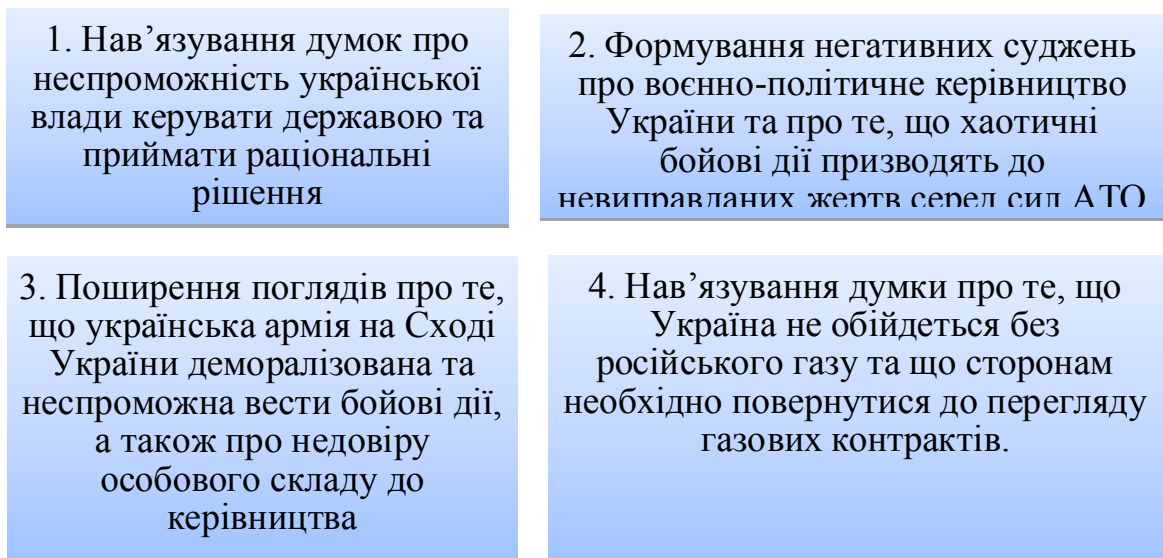 1. Нав’язування думок про
неспроможність української
влади керувати державою та
приймати раціональні
рішення
2. Формування негативних суджень
про воєнно-політичне керівництво
України та про те, що хаотичні
бойові дії призводять до
невиправданих жертв серед сил АТО
3. Поширення поглядів про те,
що українська армія на Сході
України деморалізована та
неспроможна вести бойові дії,
а також про недовіру
особового складу до
керівництва
4. Нав’язування думки про те, що
Україна не обійдеться без
російського газу та що сторонам
необхідно повернутися до перегляду
газових контрактів.